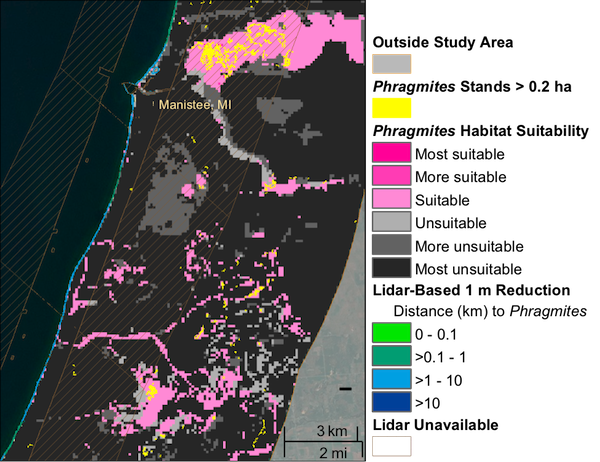 Manistee, MI
3 km
2 mi
Outside Study Area
Phragmites Stands > 0.2 ha
Phragmites Habitat Suitability
Most suitable
More suitable
Suitable
Unsuitable
More unsuitable
Most unsuitable
Lidar-Based 1 m Reduction
Distance (km) to Phragmites
0 - 0.1
>0.1 - 1
>1 - 10
>10
Lidar Unavailable